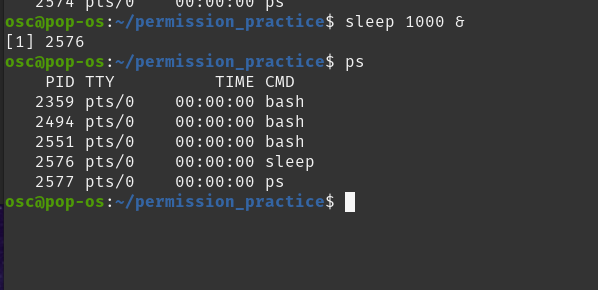 2574 pts/0    00:00:00 ps
osc@pop-os:~/permission_practice$ sleep 1000 &
[1] 2576
osc@pop-os:~/permission_practice$ ps
    PID TTY          TIME CMD
   2359 pts/0    00:00:00 bash
   2494 pts/0    00:00:00 bash
   2551 pts/0    00:00:00 bash
   2576 pts/0    00:00:00 sleep
   2577 pts/0    00:00:00 ps
osc@pop-os:~/permission_practice$